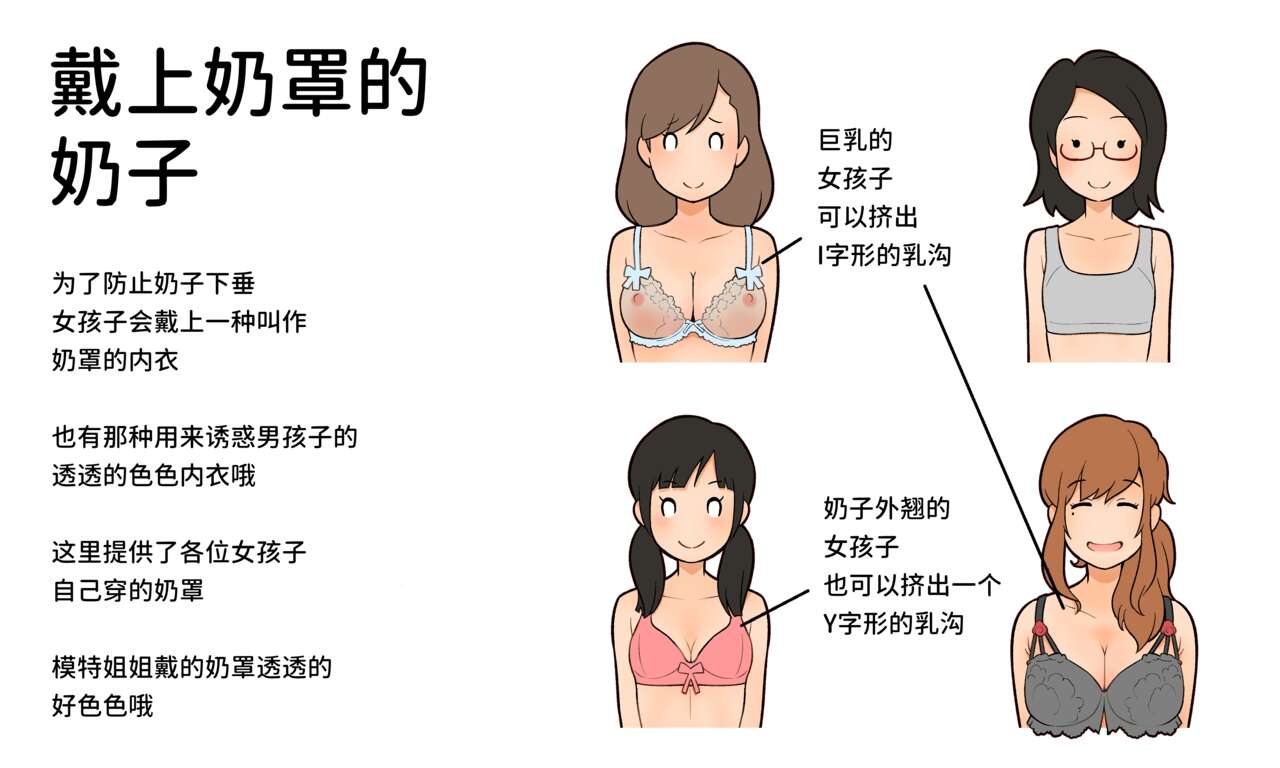 戴上奶罩的
奶子
为了防止奶子下垂
女孩子会戴上一种叫作
奶罩的内衣
也有那种用来诱惑男孩子的
透透的色色内衣哦
这里提供了各位女孩子
自己穿的奶罩
模特姐姐戴的奶罩透透的
好色色哦
巨乳的
女孩子
可以挤出
I字形的乳沟
奶子外翘的
女孩子
也可以挤出一个
Y字形的乳沟